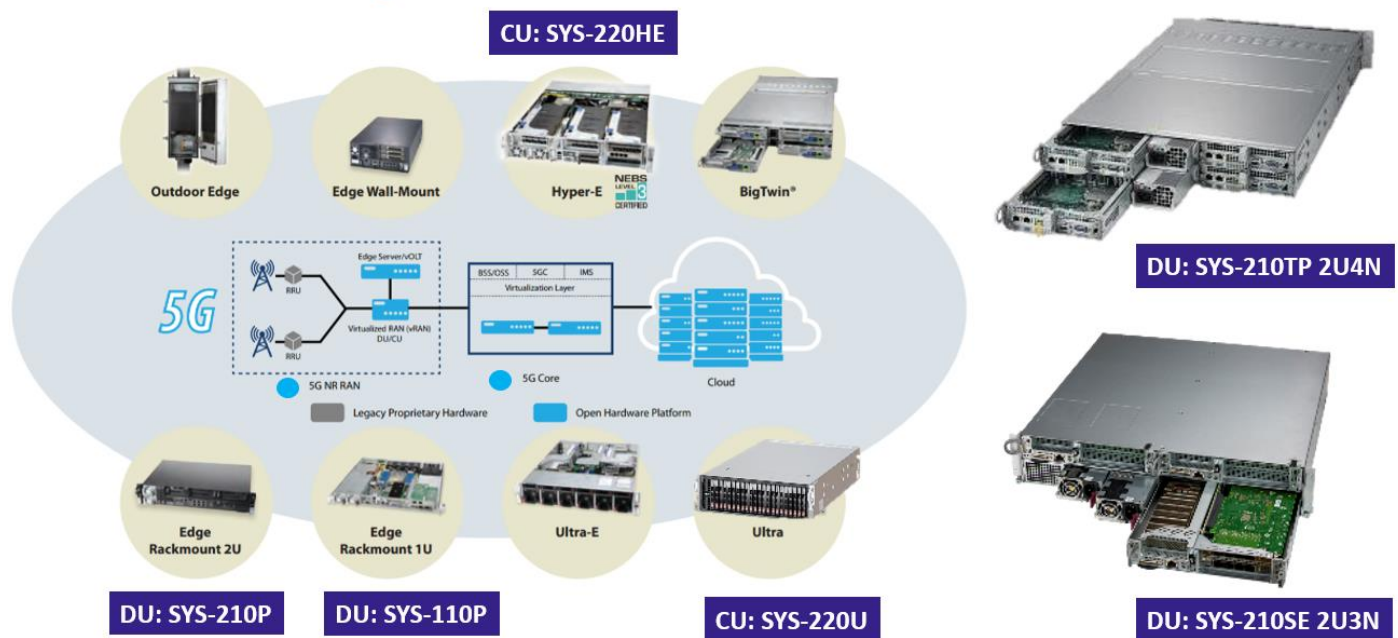 CU: SYS-220HE
Outdoor Edge
Edge Wall-Mount
Hyper-E
NEBS
LEVEL 3
CERTIFIED
BigTwin®
DU: SYS-210TP 2U4N
5G
RRU
RRU
Edge Server/vOLT
Virtualized RAN (vRAN)
DU/CU
BSS/OSS 5GC IMS
Virtualization Layer
Cloud
5G NR RAN
5G Core
Legacy Proprietary Hardware
Open Hardware Platform
Edge
Rackmount 2U
Edge
Rackmount 1U
Ultra-E
Ultra
DU: SYS-210P
DU: SYS-110P
CU: SYS-220U
DU: SYS-210SE 2U3N